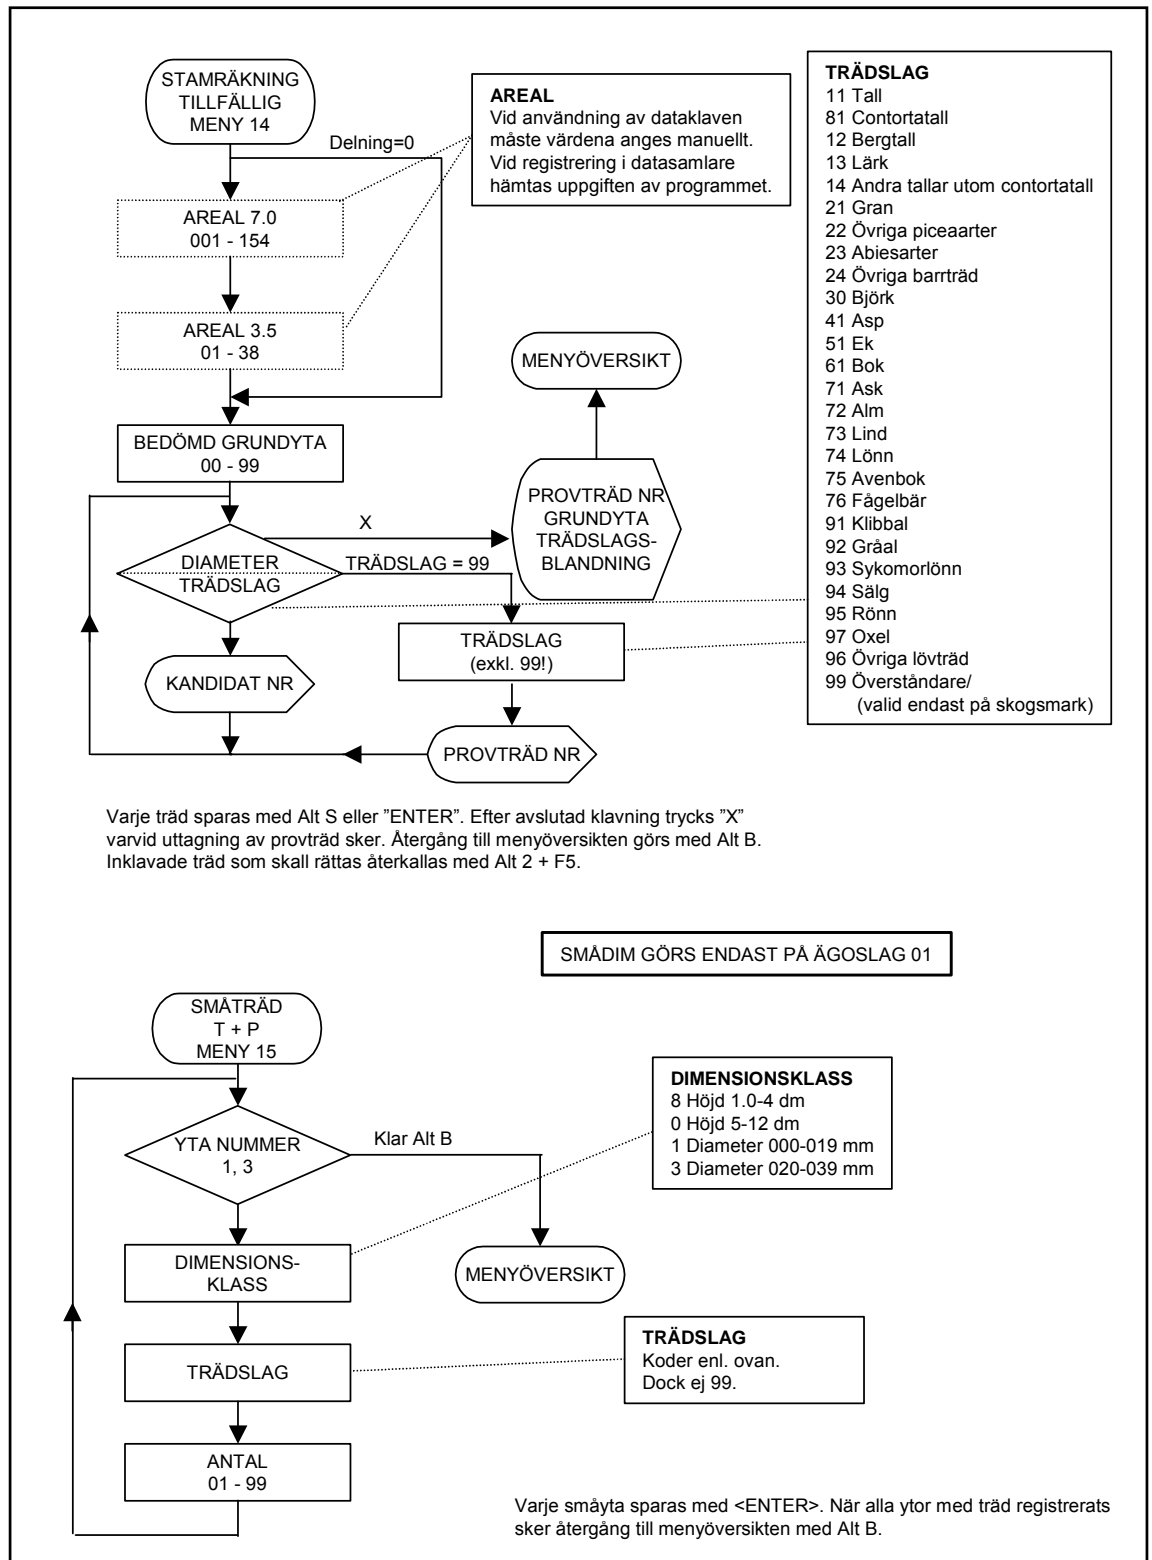 STAMRÄKNING
TILLFÄLLIG
MENY 14
Delning=0
AREAL 7.0
001 - 154
AREAL 3.5
01 - 38
BEDÖMD GRUNDYTA
00 - 99
DIAMETER
TRÄDSLAG
X
TRÄDSLAG = 99
KANDIDAT NR
MENYÖVERSIKT
PROVTRÄD NR
GRUNDYTA
TRÄDSLAGS-
BLANDNING
TRÄDSLAG
(exkl. 99!)
PROVTRÄD NR
AREAL
Vid användning av dataklaven
måste värdena anges manuellt.
Vid registrering i datasamlare
hämtas uppgiften av programmet.
TRÄDSLAG
11 Tall
81 Contortatall
12 Bergtall
13 Lärk
14 Andra tallar utom contortatall
21 Gran
22 Övriga piceaarter
23 Abiesarter
24 Övriga barrträd
30 Björk
41 Asp
51 Ek
61 Bok
71 Ask
72 Alm
73 Lind
74 Lönn
75 Avenbok
76 Fågelbär
91 Klibbal
92 Gråal
93 Sykomorlönn
94 Sälg
95 Rönn
97 Oxel
96 Övriga lövträd
99 Överståndare/
(valid endast på skogsmark)
Varje träd sparas med Alt S eller ”ENTER”. Efter avslutad klavning trycks ”X”
varvid uttagning av provträd sker. Återgång till menyöversikten görs med Alt B.
Inklavade träd som skall rättas återkallas med Alt 2 + F5.
SMÅDIM GÖRS ENDAST PÅ ÄGOSLAG 01
SMÅTRÄD
T + P
MENY 15
YTA NUMMER
1, 3
Klar Alt B
DIMENSIONS-
KLASS
MENYÖVERSIKT
TRÄDSLAG
ANTAL
01 - 99
DIMENSIONSKLASS
8 Höjd 1.0-4 dm
0 Höjd 5-12 dm
1 Diameter 000-019 mm
3 Diameter 020-039 mm
TRÄDSLAG
Koder enl. ovan.
Dock ej 99.
Varje småyta sparas med <ENTER>. När alla ytor med träd registrerats
sker återgång till menyöversikten med Alt B.